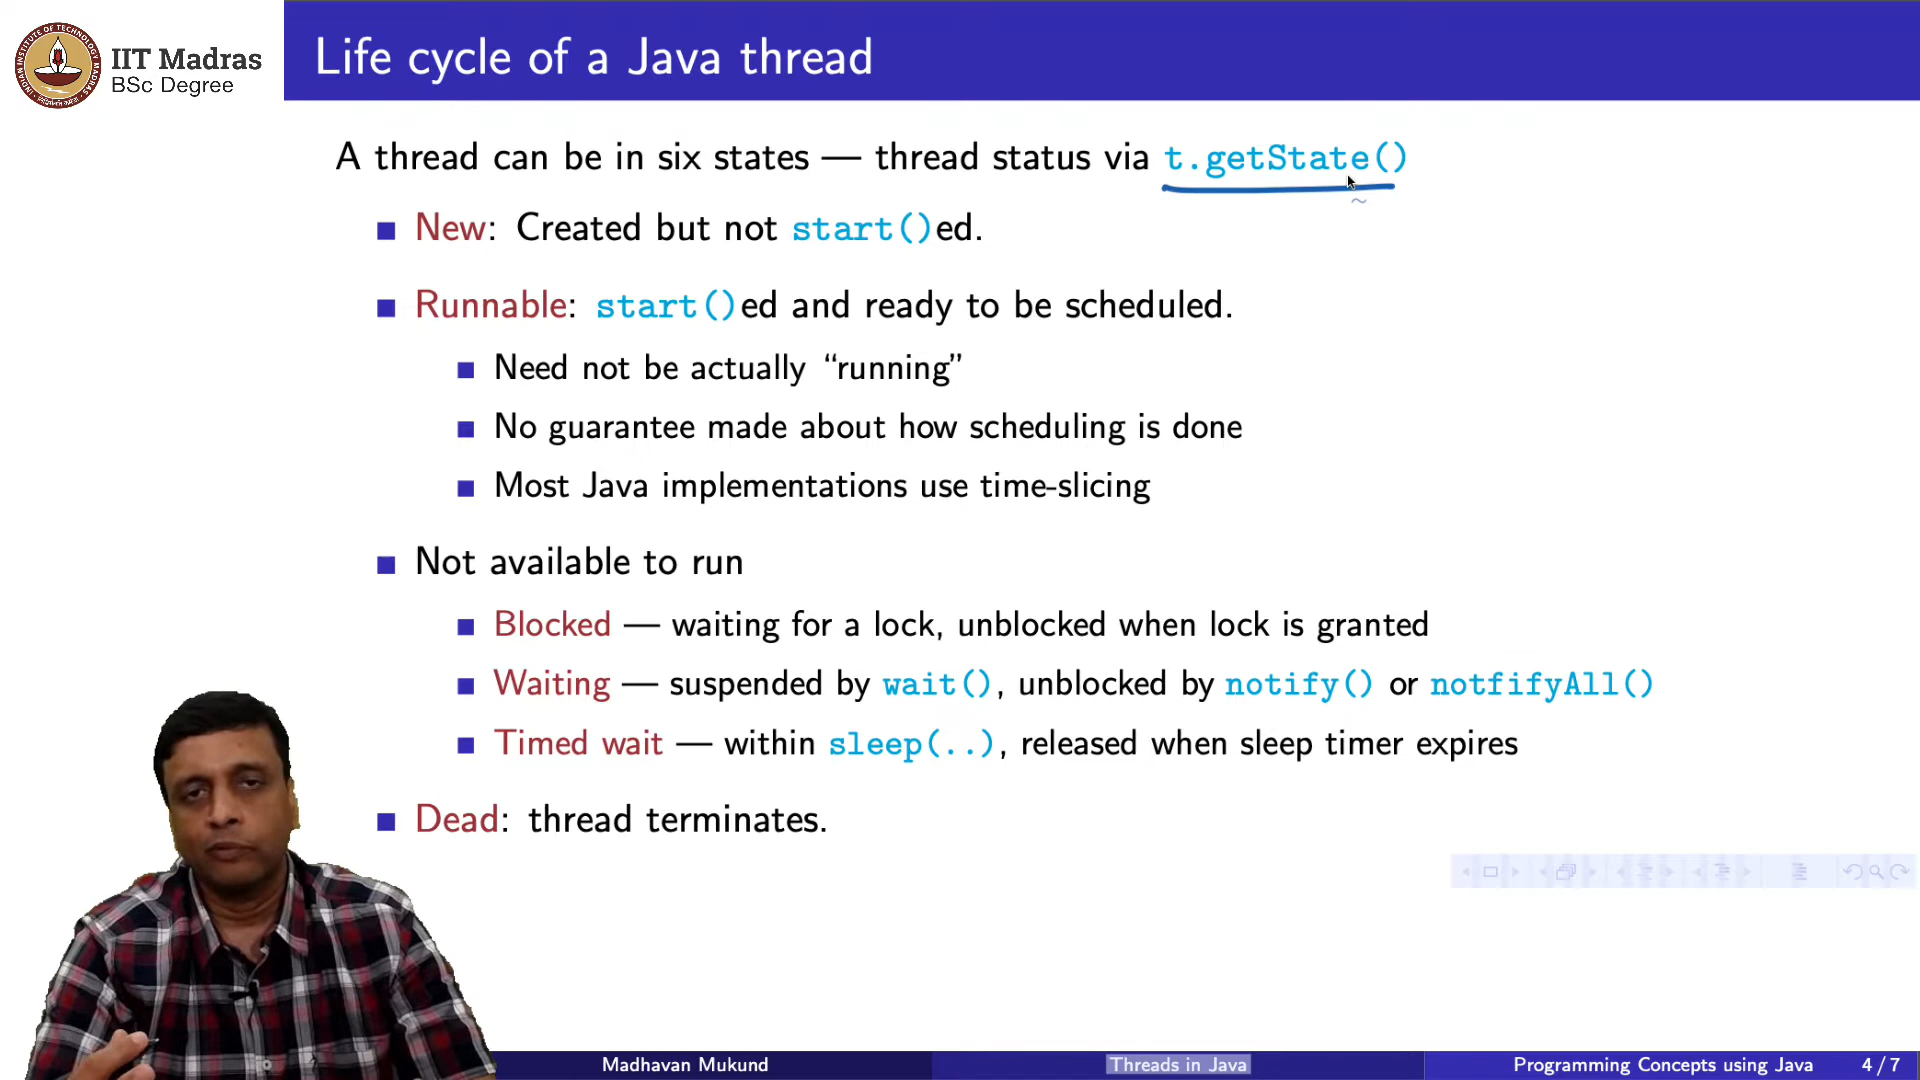 IIT Madras
BSc Degree
Life cycle of a Java thread
A thread can be in six states — thread status via t.getState()
New: Created but not start()ed.
Runnable: start()ed and ready to be scheduled.
Need not be actually “running”
No guarantee made about how scheduling is done
Most Java implementations use time-slicing
Not available to run
Blocked — waiting for a lock, unblocked when lock is granted
Waiting — suspended by wait(), unblocked by notify() or notfifyAll()
Timed wait — within sleep(..), released when sleep timer expires
Dead: thread terminates.
Madhavan Mukund
Threads in Java
Programming Concepts using Java
4 / 7